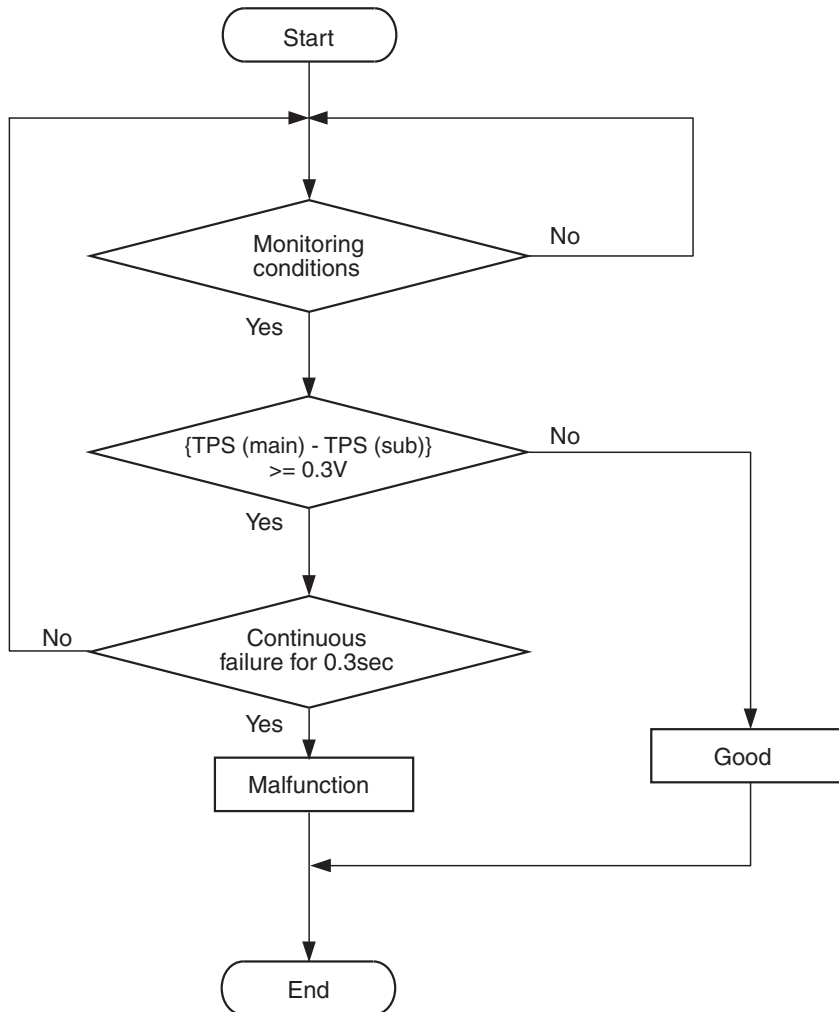 Start
Monitoring
conditions
No
Yes
{TPS (main) - TPS (sub)}
>= 0.3V
No
Yes
Continuous
failure for 0.3sec
No
Yes
Malfunction
Good
End